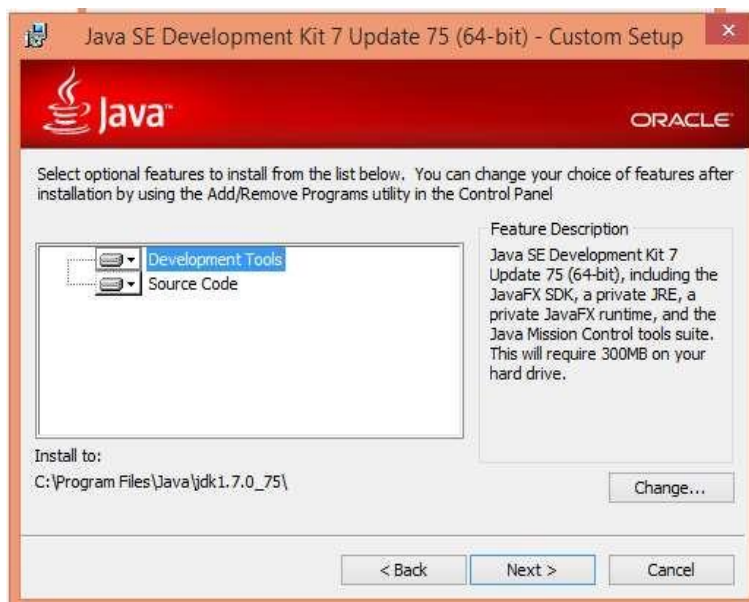 Java SE Development Kit 7 Update 75 (64-bit) - Custom Setup
Java™
ORACLE
Select optional features to install from the list below. You can change your choice of features after
installation by using the Add/Remove Programs utility in the Control Panel
Development Tools
Source Code
Feature Description
Java SE Development Kit 7
Update 75 (64-bit), including the
JavaFX SDK, a private JRE, a
private JavaFX runtime, and the
Java Mission Control tools suite.
This will require 300MB on your
hard drive.
Install to:
C:\Program Files\Java\jdk1.7.0_75\
Change...
< Back
Next >
Cancel